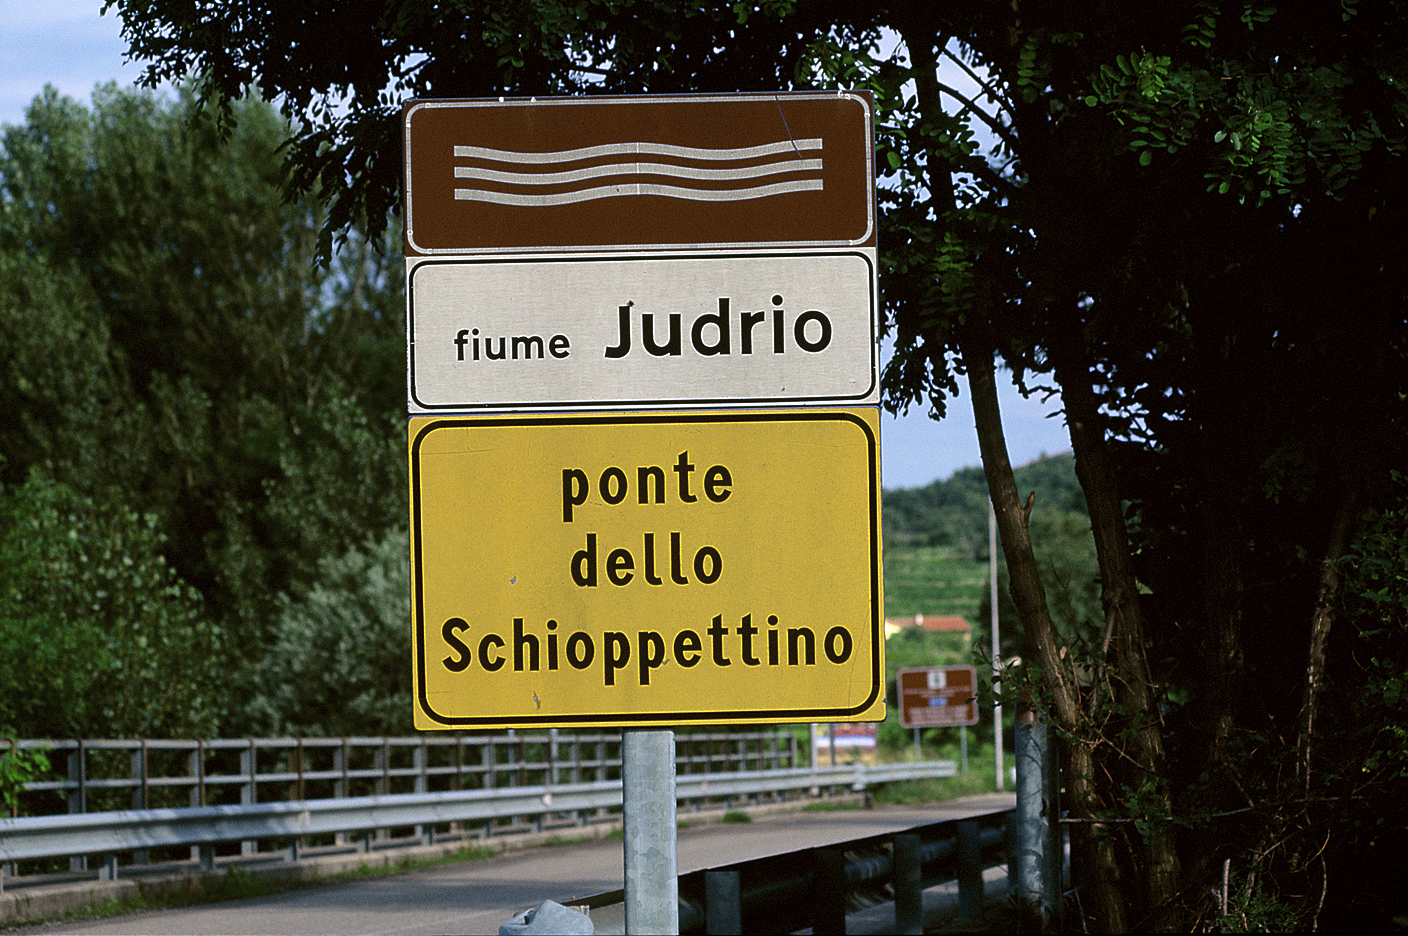 fiume Judrio
ponte
dello
Schioppettino